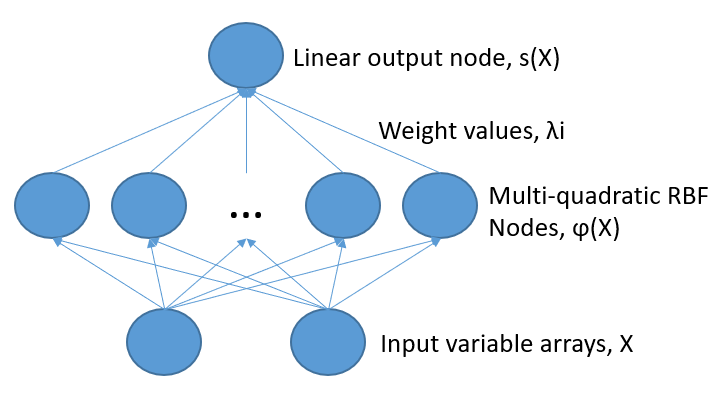 Linear output node, s(X)
Weight values, λi
...
Multi-quadratic RBF
Nodes, φ(X)
Input variable arrays, X